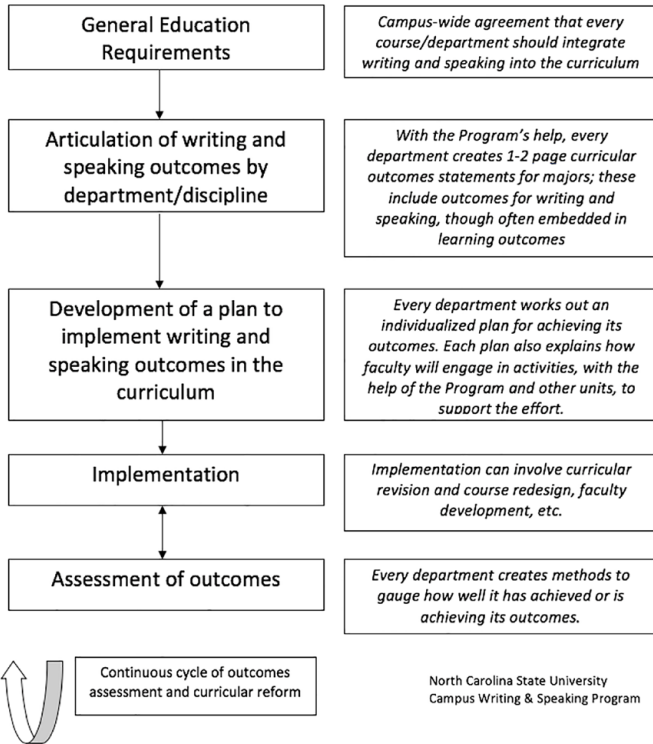 General Education
Requirements
Campus-wide agreement that every
course/department should integrate
writing and speaking into the curriculum
Articulation of writing and
speaking outcomes by
department/discipline
With the Program's help, every
department creates 1-2 page curricular
outcomes statements for majors; these
include outcomes for writing and
speaking, though often embedded in
learning outcomes
Development of a plan to
implement writing and
speaking outcomes in the
curriculum
Every department works out an
individualized plan for achieving its
outcomes. Each plan also explains how
faculty will engage in activities, with the
help of the Program and other units, to
support the effort.
Implementation
Implementation can involve curricular
revision and course redesign, faculty
development, etc.
Assessment of outcomes
Every department creates methods to
gauge how well it has achieved or is
achieving its outcomes.
Continuous cycle of outcomes
assessment and curricular reform
North Carolina State University
Campus Writing & Speaking Program